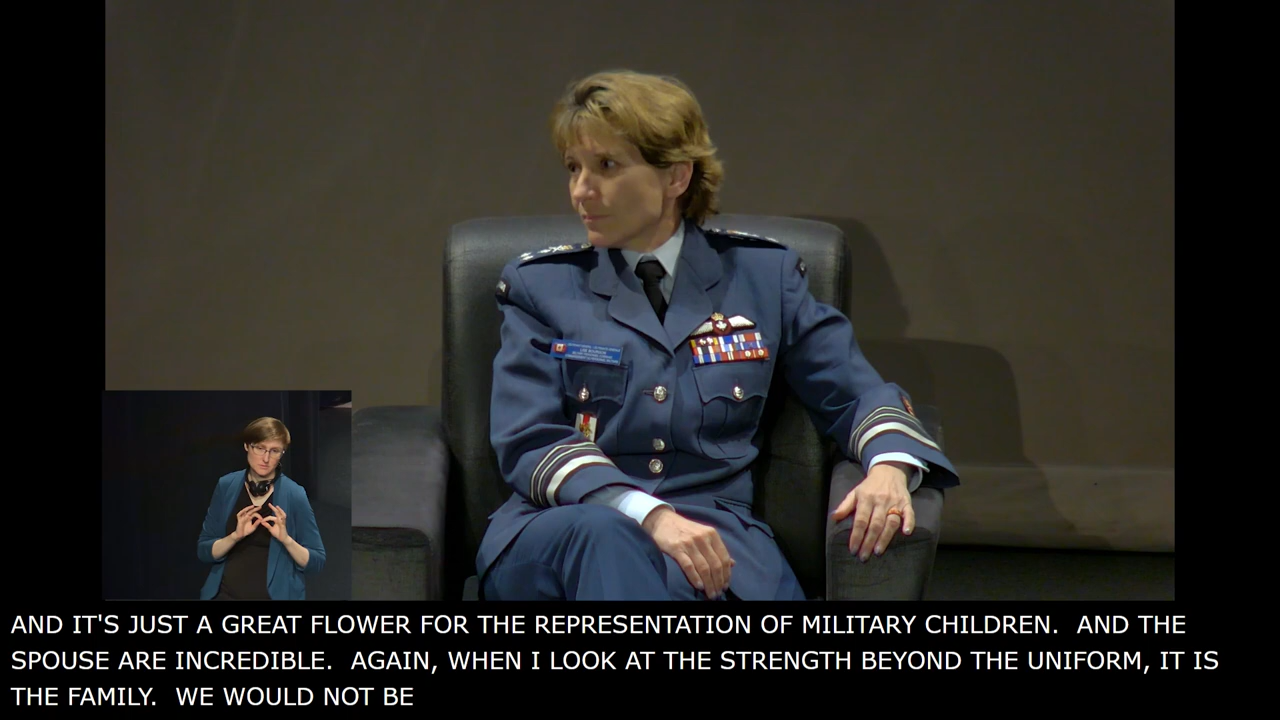 AND IT'S JUST A GREAT FLOWER FOR THE REPRESENTATION OF MILITARY CHILDREN.  AND THE
SPOUSE ARE INCREDIBLE.  AGAIN, WHEN I LOOK AT THE STRENGTH BEYOND THE UNIFORM, IT IS
THE FAMILY.  WE WOULD NOT BE